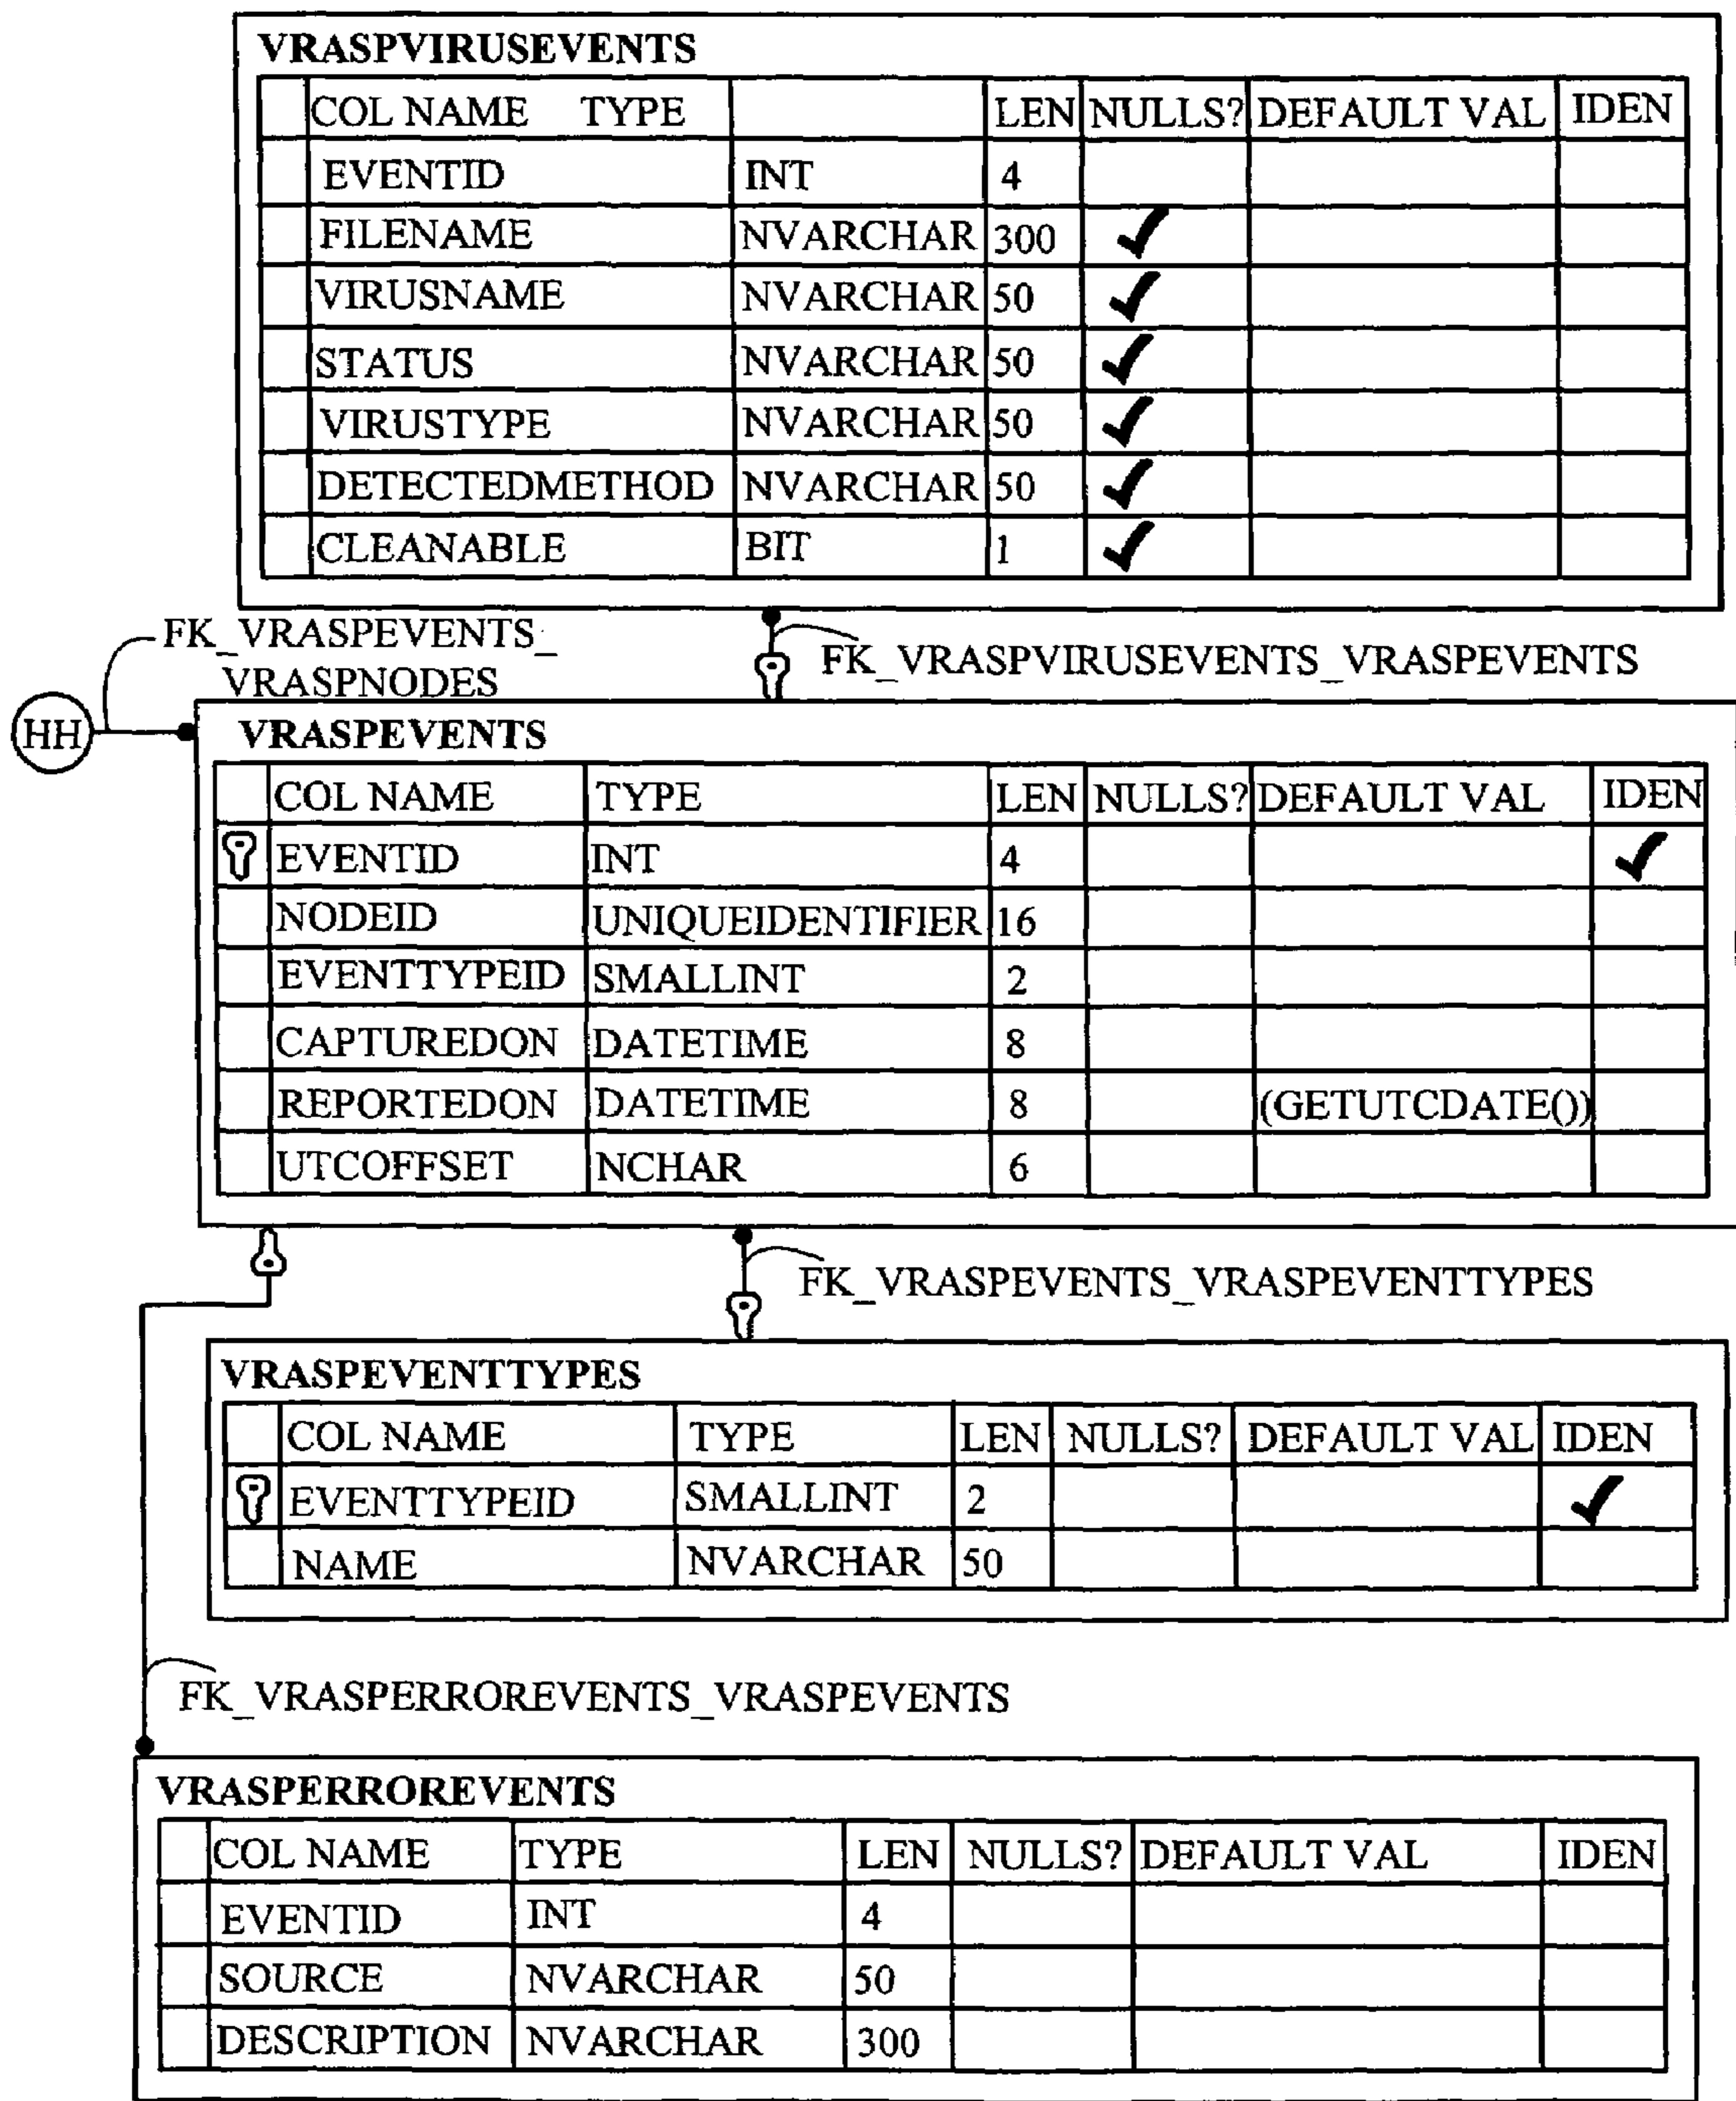 VRASPVIRUSEVENTS
COL NAME TYPE LEN NULLS? DEFAULT VAL IDEN
EVENTID INT 4
FILENAME NVARCHAR 300 ✓
VIRUSNAME NVARCHAR 50 ✓
STATUS NVARCHAR 50 ✓
VIRUSTYPE NVARCHAR 50 ✓
DETECTEDMETHOD NVARCHAR 50 ✓
CLEANABLE BIT 1 ✓
FK_VRASPEVENTS_
VRASPNODES
FK_VRASPVIRUSEVENTS_VRASPEVENTS
HH
VRASPEVENTS
COL NAME TYPE LEN NULLS? DEFAULT VAL IDEN
EVENTID INT 4 ✓
NODEID UNIQUEIDENTIFIER 16
EVENTTYPEID SMALLINT 2
CAPTUREDON DATETIME 8
REPORTEDON DATETIME 8 (GETUTCDATE())
UTCOFFSET NCHAR 6
FK_VRASPEVENTS_VRASPEVENTTYPES
VRASPEVENTTYPES
COL NAME TYPE LEN NULLS? DEFAULT VAL IDEN
EVENTTYPEID SMALLINT 2 ✓
NAME NVARCHAR 50
FK_VRASPERROREVENTS_VRASPEVENTS
VRASPERROREVENTS
COL NAME TYPE LEN NULLS? DEFAULT VAL IDEN
EVENTID INT 4
SOURCE NVARCHAR 50
DESCRIPTION NVARCHAR 300